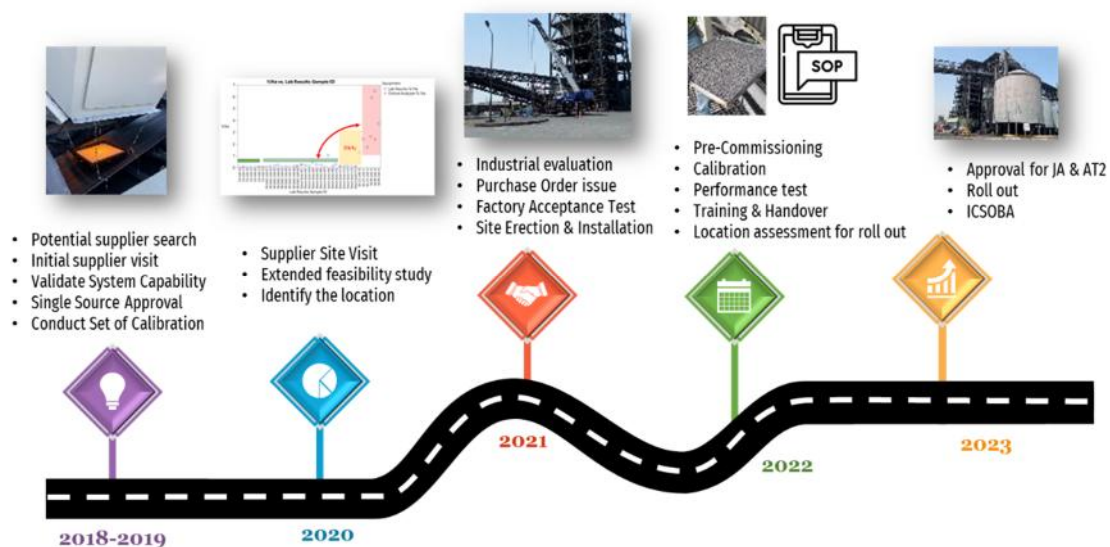 SOP
• Potential supplier search
• Initial supplier visit
• Validate System Capability
• Single Source Approval
• Conduct Set of Calibration
• Supplier Site Visit
• Extended feasibility study
• Identify the location
• Industrial evaluation
• Purchase Order issue
• Factory Acceptance Test
• Site Erection & Installation
• Pre-Commissioning
• Calibration
• Performance test
• Training & Handover
• Location assessment for roll out
• Approval for JA & AT2
• Roll out
• ICSOBA
2018-2019
2020
2021
2022
2023